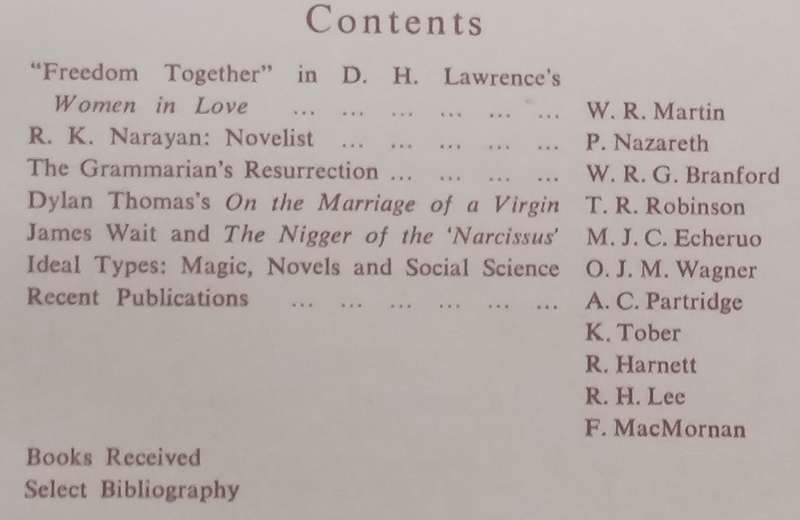 Contents
"Freedom Together" in D. H. Lawrence's
Women in Love ... ... ... ... ... ... W. R. Martin
R. K. Narayan: Novelist ... ... ... ... ... P. Nazareth
The Grammarian's Resurrection ... ... ... ... W. R. G. Branford
Dylan Thomas's On the Marriage of a Virgin T. R. Robinson
James Wait and The Nigger of the 'Narcissus' M. J. C. Echeruo
Ideal Types: Magic, Novels and Social Science O. J. M. Wagner
Recent Publications ... ... ... ... ... ... A. C. Partridge
K. Tober
R. Harnett
R. H. Lee
F. MacMornan
Books Received
Select Bibliography